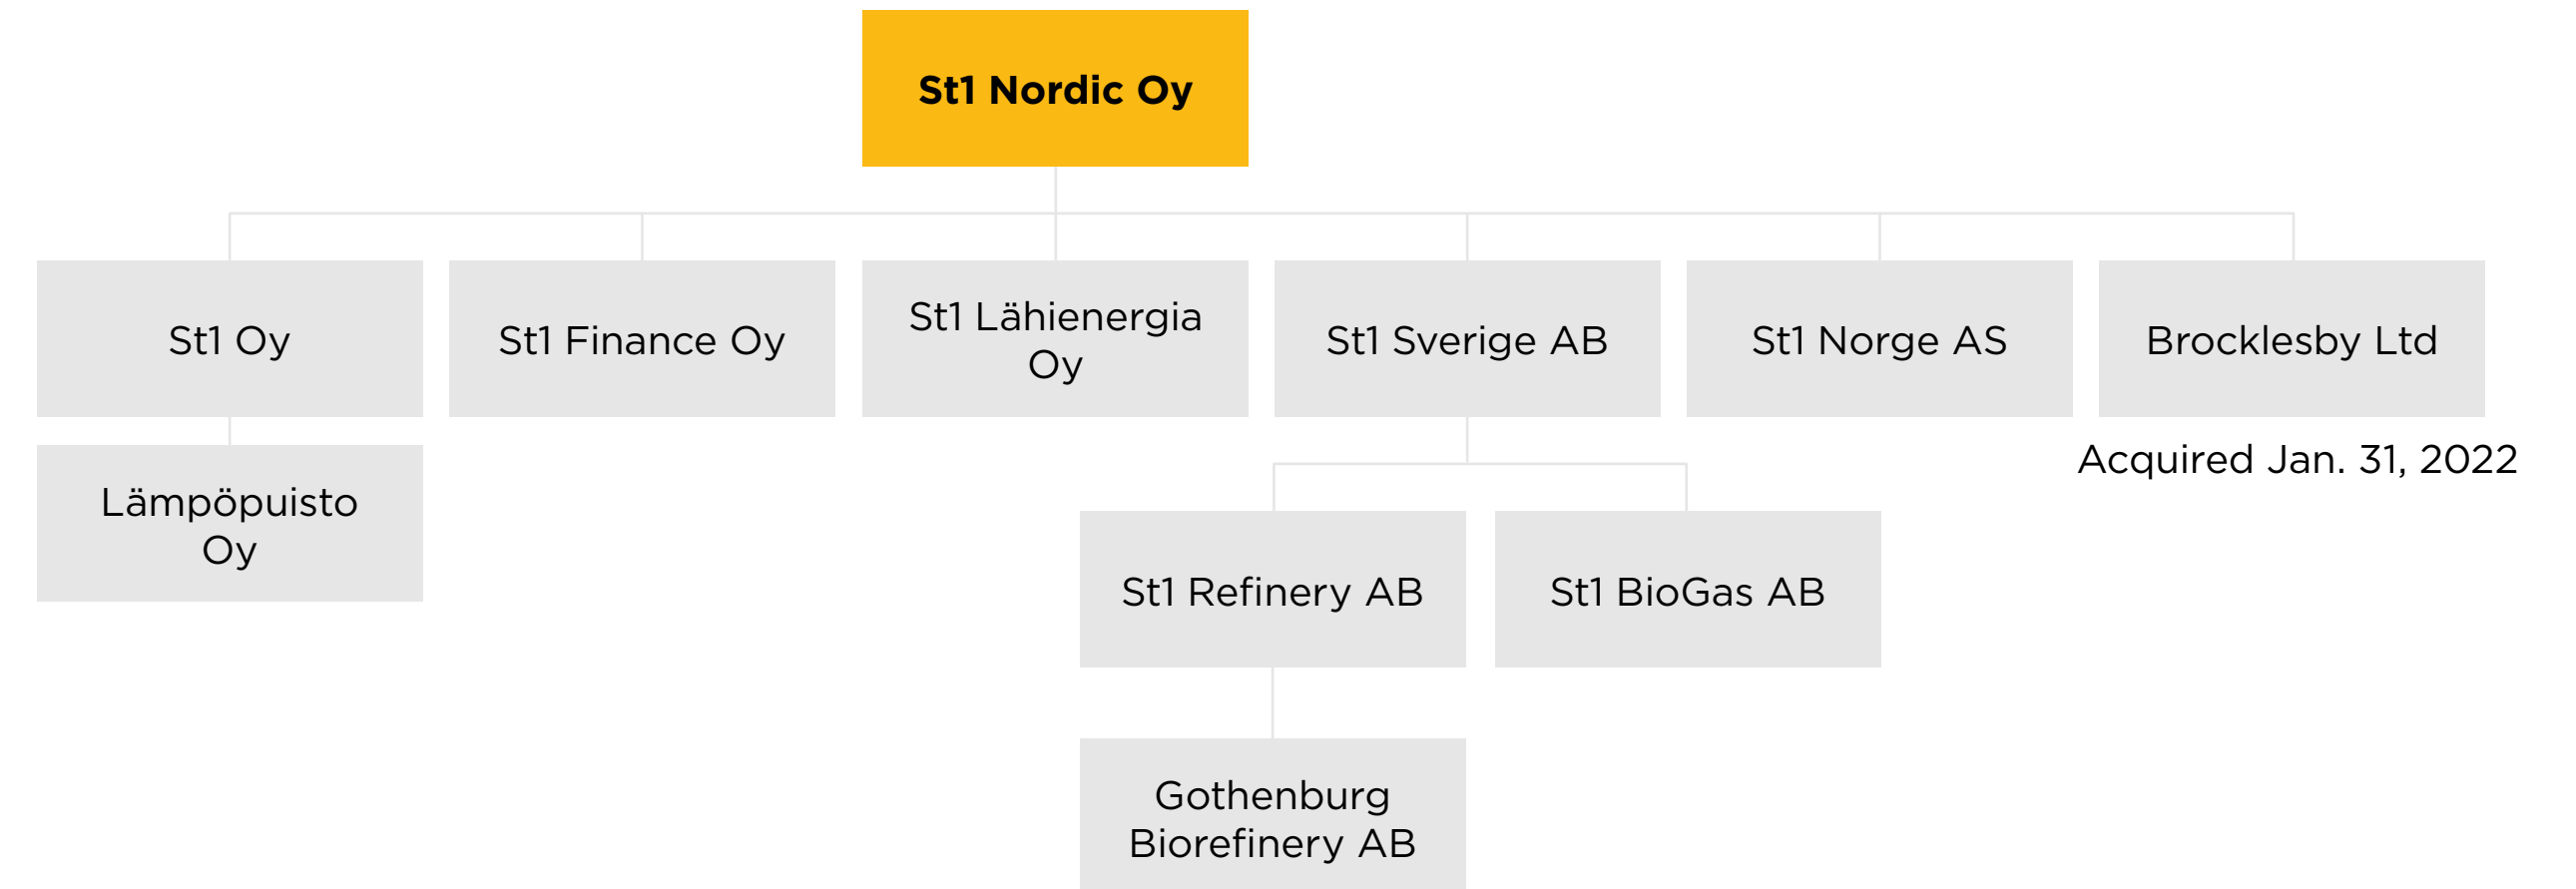 St1 Nordic Oy
St1 Oy
St1 Finance Oy
St1 Lähienergia
Oy
St1 Sverige AB
St1 Norge AS
Brocklesby Ltd
Acquired Jan. 31, 2022
Lämpöpuisto
Oy
St1 Refinery AB
St1 BioGas AB
Gothenburg
Biorefinery AB